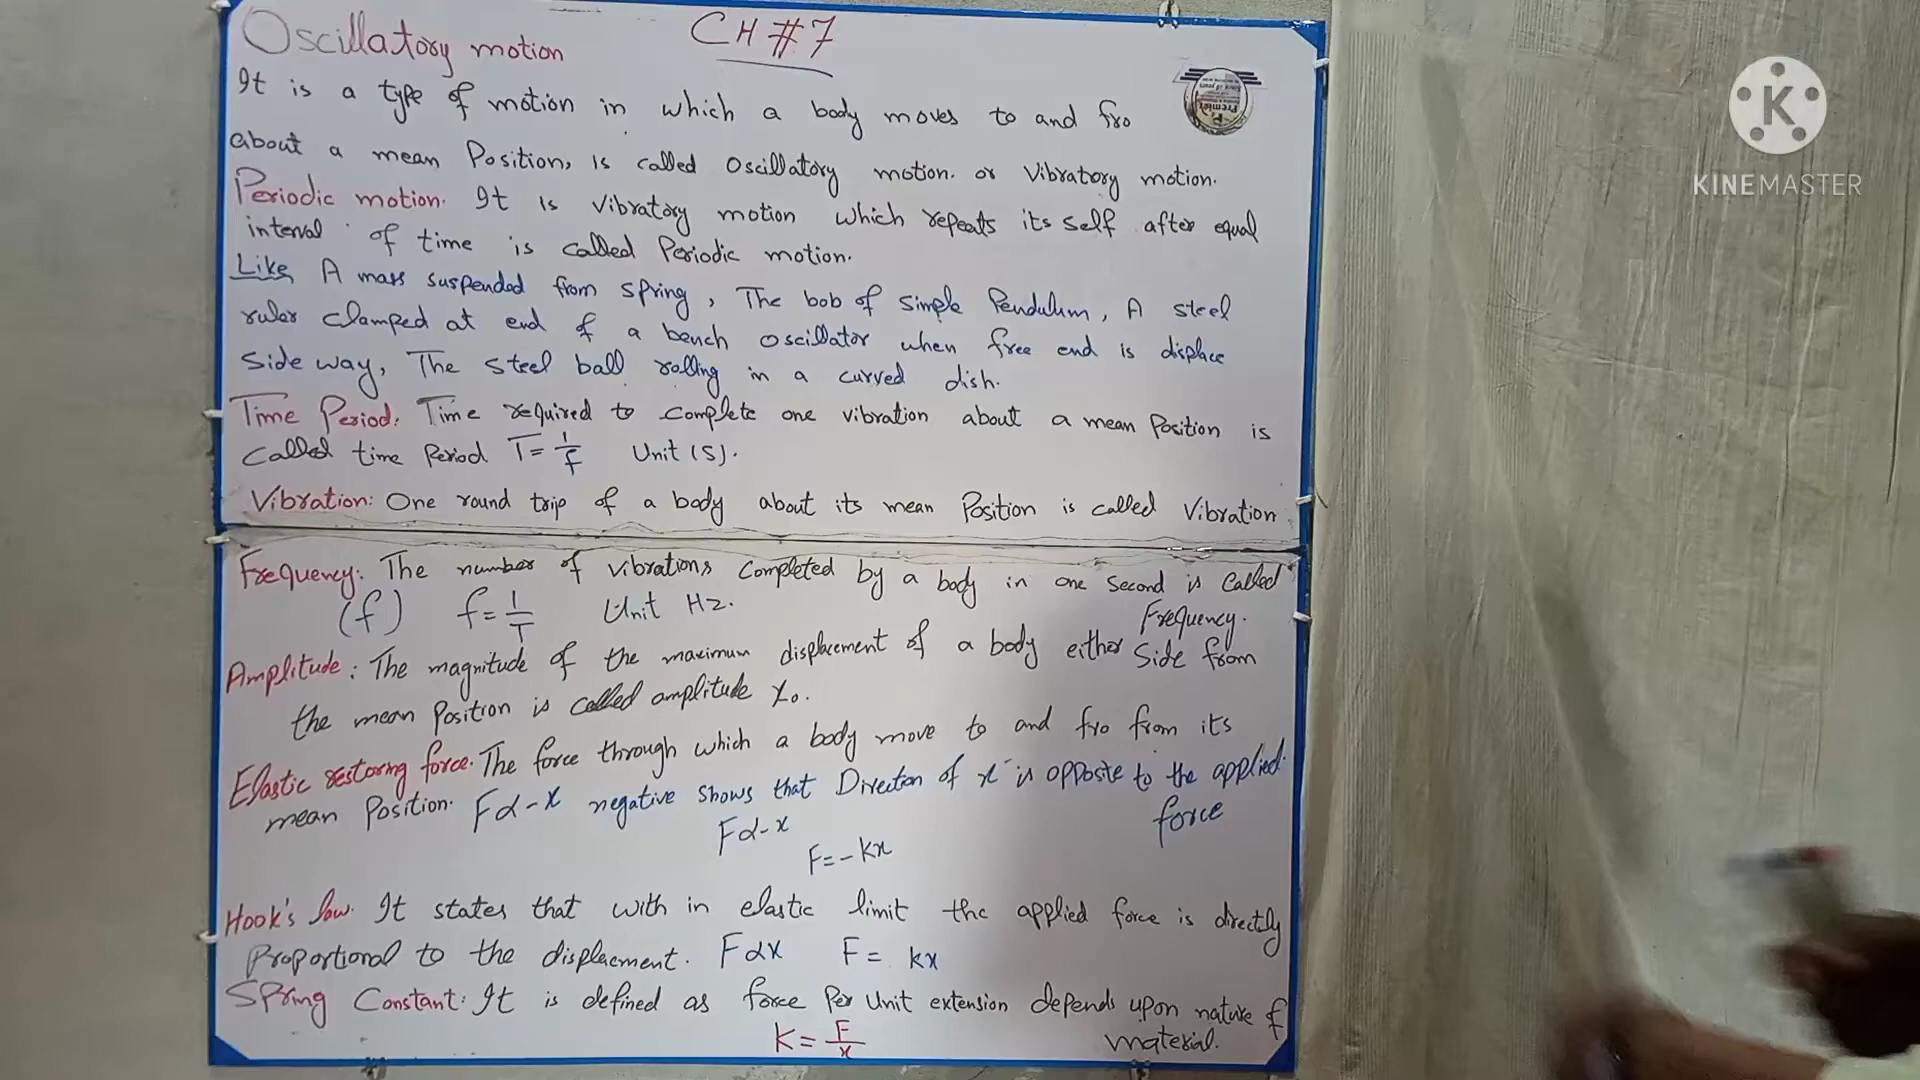 Oscillatory motion CH #7
It is a type of motion in which a body moves to and fro
about a mean Position, is called Oscillatory motion. or Vibratory motion.
Periodic motion. It is vibratory motion which repeats its self after equal
interval of time is called Periodic motion.
Like, A mass suspended from spring, The bob of simple Pendulum, A steel
ruler clamped at end of a bench oscillator when free end is displace
side way, The steel ball rolling in a curved dish.
Time Period. Time required to complete one vibration about a mean Position is
called time Period T = 1/f Unit (S).
Vibration: One round trip of a body about its mean Position is called Vibration.
Frequency: The number of vibrations completed by a body in one second is called
(f) f = 1/T Unit Hz. Frequency.
Amplitude: The magnitude of the maximum displacement of a body either side from
the mean Position is called amplitude x₀.
Elastic restoring force. The force through which a body move to and fro from its
mean Position. F∝-x negative shows that Direction of x is opposite to the applied.
F∝-x force
F=-kx
Hook's law. It states that with in elastic limit the applied force is directly
Proportional to the displacment. F∝x F = kx
Spring Constant: It is defined as force Per Unit extension depends upon nature of
K = F/x material.
Premier
KINEMASTER